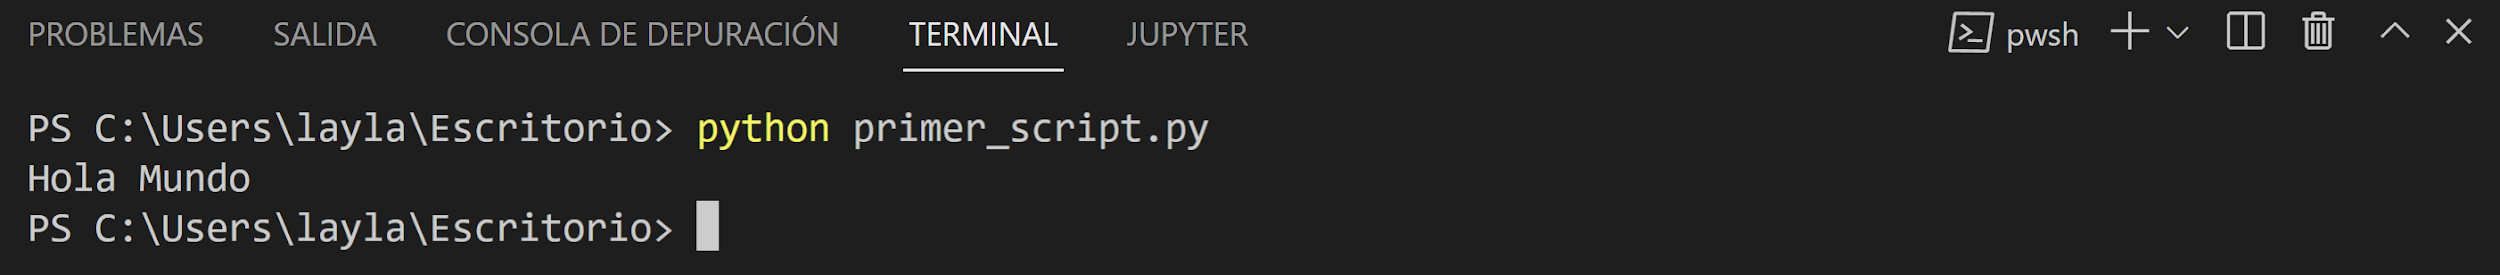 PROBLEMAS SALIDA CONSOLA DE DEPURACIÓN TERMINAL JUPYTER pwsh
PS C:\Users\layla\Escritorio> python primer_script.py
Hola Mundo
PS C:\Users\layla\Escritorio>